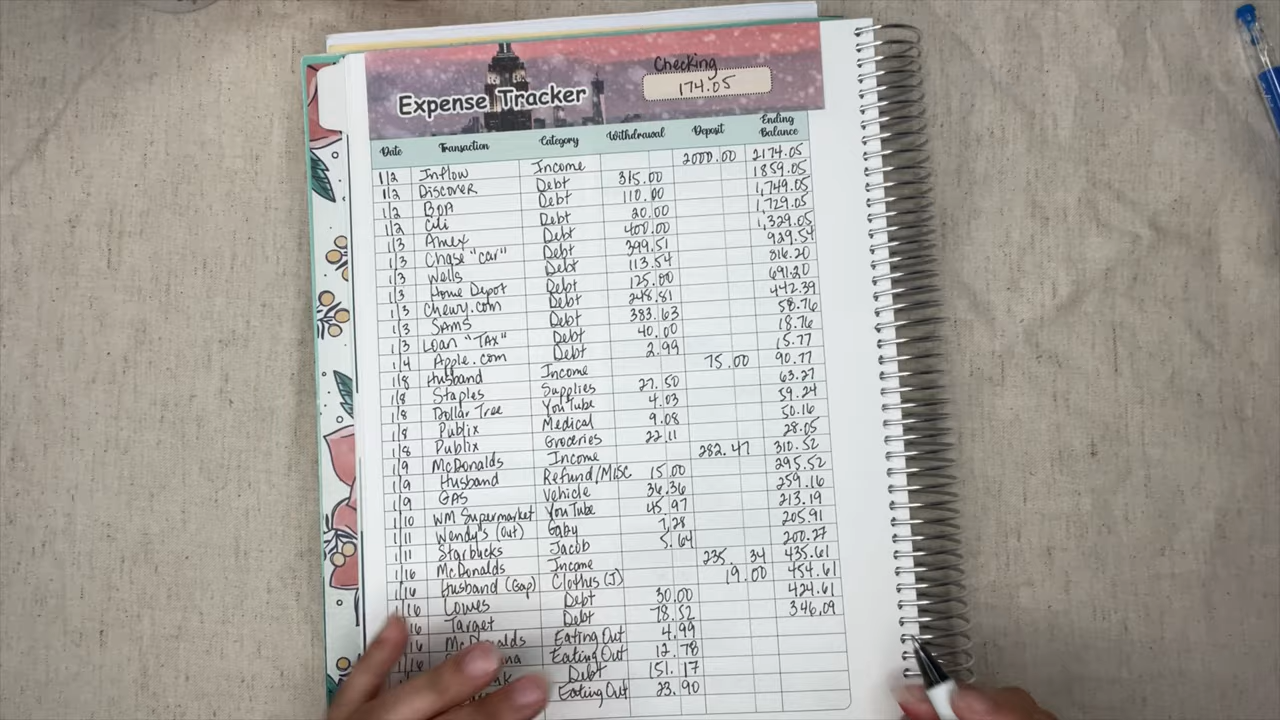 Checking
Expense Tracker 174.05
Date Transaction Category Withdrawal Deposit Ending Balance
1/2 Inflow Income 2000.00 2174.05
1/2 Discover Debt 315.00 1859.05
1/2 BOA Debt 110.00 1,749.05
1/2 Citi Debt 20.00 1,729.05
1/3 Amex Debt 400.00 1,329.05
1/3 Chase "car" Debt 399.51 929.54
1/3 Wells Debt 113.54 816.20
1/3 Home Depot Debt 125.00 691.20
1/3 Chewy.com Debt 248.81 442.39
1/3 SAMS Debt 383.63 58.76
1/3 Loan "TAX" Debt 40.00 18.76
1/4 Apple.com Debt 2.99 15.77
1/8 Husband Income 75.00 90.77
1/8 Staples Supplies 27.50 63.27
1/8 Dollar Tree YouTube 4.03 59.24
1/8 Publix Medical 9.08 50.16
1/8 Publix Groceries 22.11 28.05
1/9 McDonalds Income 282.47 310.52
1/9 Husband Refund/Misc 15.00 295.52
1/9 GAS Vehicle 36.36 259.16
1/10 WM Supermarket YouTube 45.97 213.19
1/11 Wendy's (out) Gaby 7.28 205.91
1/11 Starbucks Jacob 5.64 200.27
1/16 McDonalds Income 235.34 435.61
1/16 Husband (Gap) Clothes (J) 19.00 454.61
1/16 Lowes Debt 30.00 424.61
16 Target Debt 78.52 346.09
16 McDonalds Eating Out 4.99
1/16 Eating Out 12.78
Debt 151.17
Eating Out 23.90